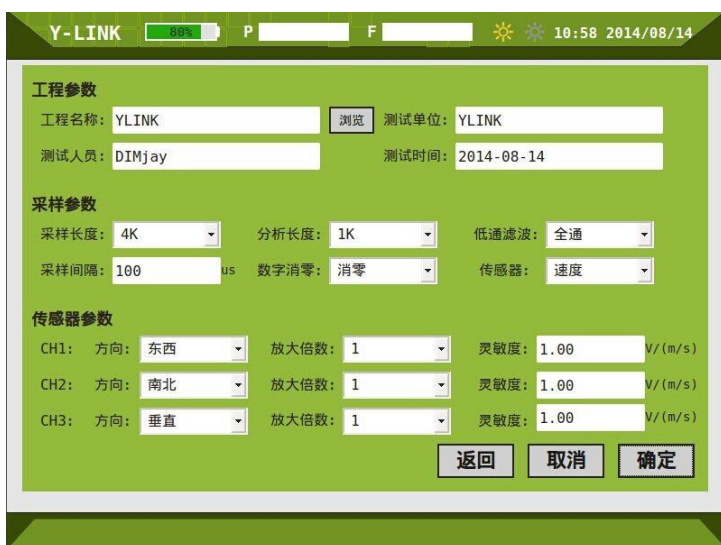 Y-LINK 80% P F 10:58 2014/08/14
工程参数
工程名称: YLINK 浏览 测试单位: YLINK
测试人员: DIMjay 测试时间: 2014-08-14
采样参数
采样长度: 4K 分析长度: 1K 低通滤波: 全通
采样间隔: 100 us 数字消零: 消零 传感器: 速度
传感器参数
CH1: 方向: 东西 放大倍数: 1 灵敏度: 1.00 V/(m/s)
CH2: 方向: 南北 放大倍数: 1 灵敏度: 1.00 V/(m/s)
CH3: 方向: 垂直 放大倍数: 1 灵敏度: 1.00 V/(m/s)
返回 取消 确定